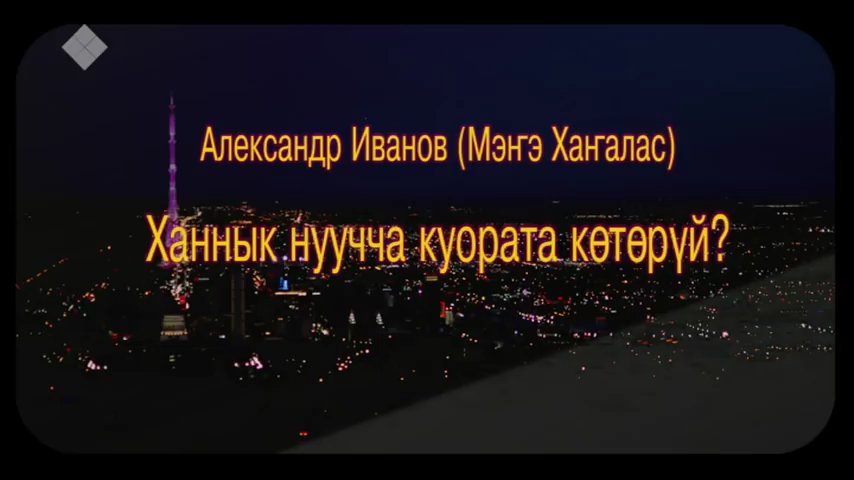 Александр Иванов (Мэҥэ Хаҥалас)
Ханнык нуучча куората көтөрүй?